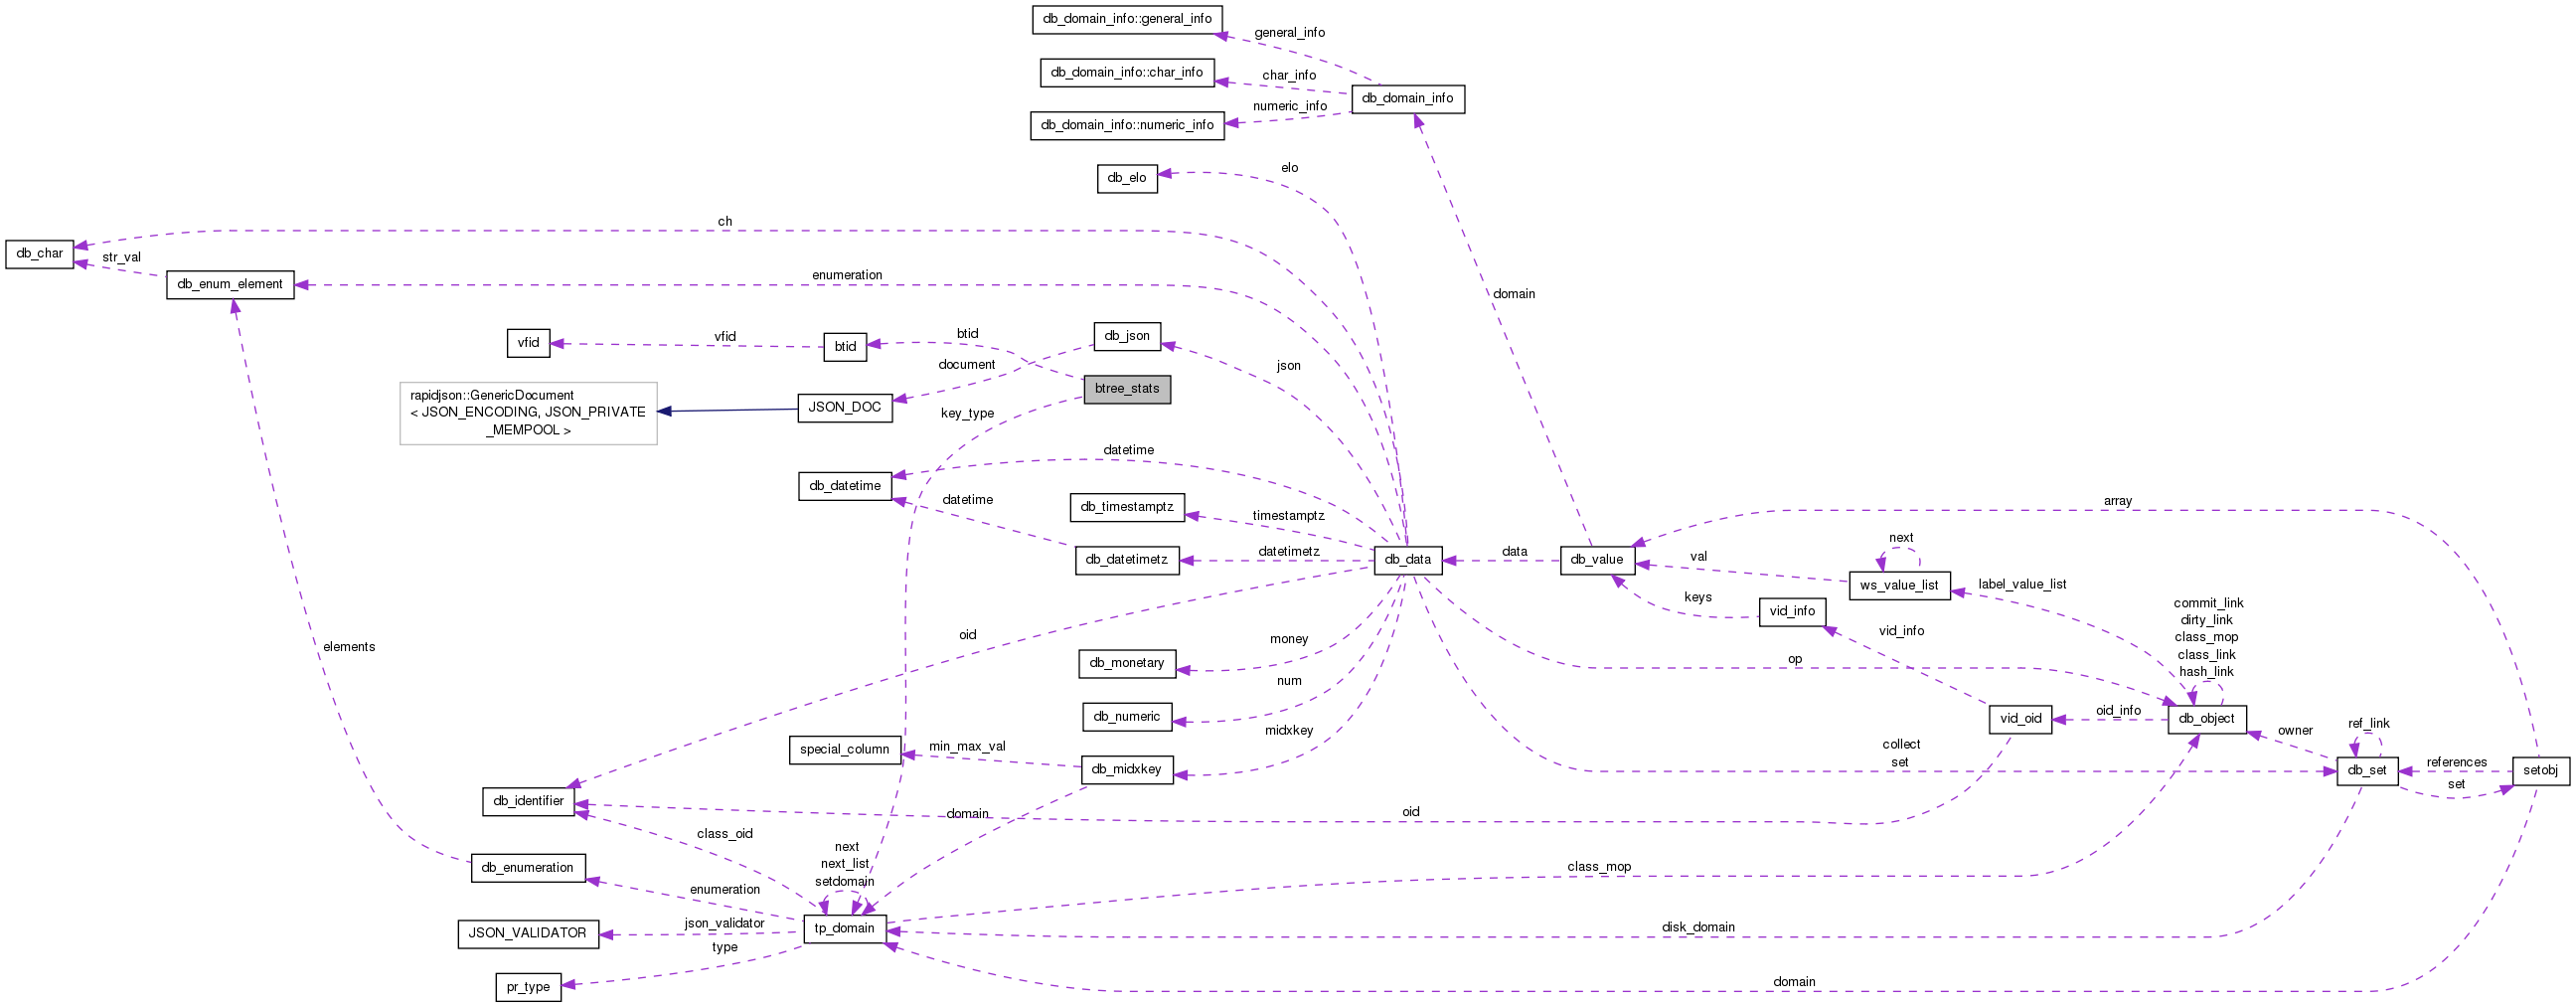 db_domain_info::general_info
general_info
db_domain_info::char_info
char_info
db_domain_info
numeric_info
db_domain_info::numeric_info
elo
db_elo
ch
db_char
str_val
enumeration
db_enum_element
domain
vfid
vfid
btid
btid
db_json
json
document
btree_stats
rapidjson::GenericDocument
< JSON_ENCODING, JSON_PRIVATE
_MEMPOOL >
JSON_DOC
key_type
datetime
db_datetime
datetime
db_timestamptz
timestamptz
array
db_datetimetz
datetimetz
db_data
data
db_value
val
next
ws_value_list
label_value_list
keys
vid_info
vid_info
commit_link
dirty_link
class_mop
class_link
hash_link
oid
elements
money
db_monetary
op
num
db_numeric
vid_oid
oid_info
db_object
ref_link
midxkey
owner
special_column
min_max_val
db_midxkey
collect
set
db_set
references
set
setobj
db_identifier
domain
oid
class_oid
next
next_list
setdomain
db_enumeration
enumeration
class_mop
JSON_VALIDATOR
json_validator
tp_domain
disk_domain
type
pr_type
domain